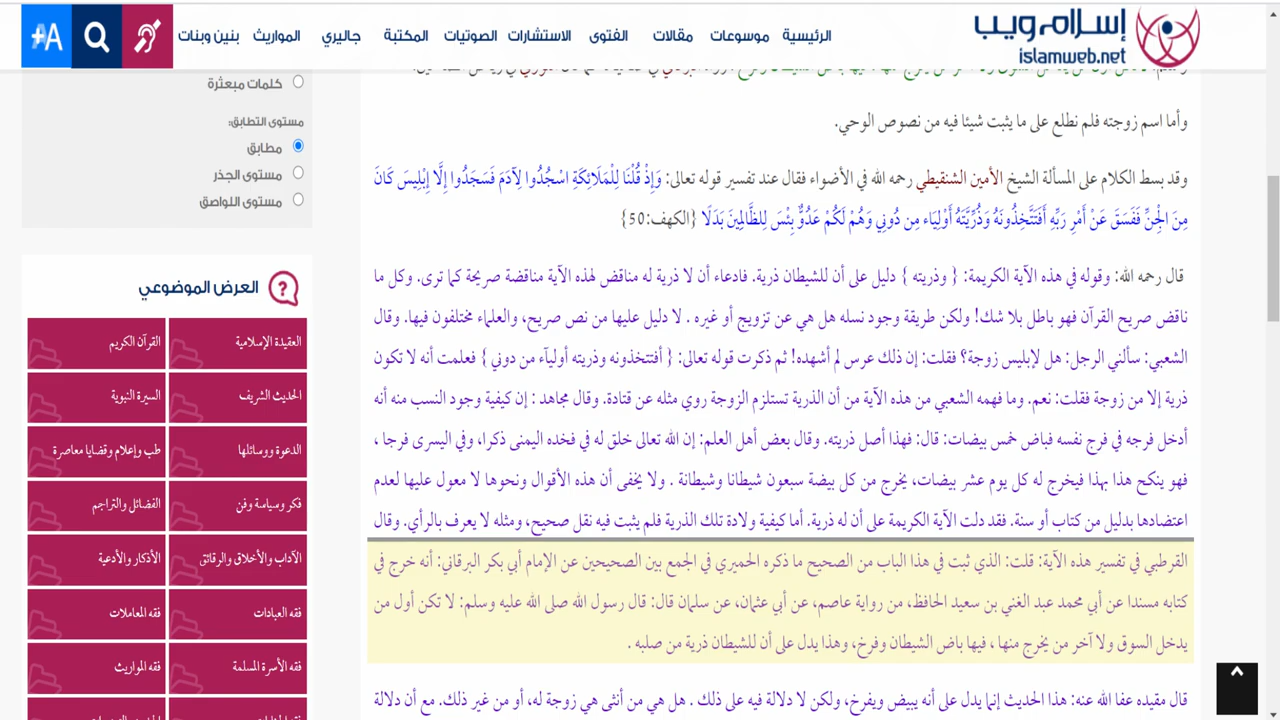 إسلام ويب
islamweb.net
الرئيسية موسوعات مقالات الفتوى الاستشارات الصوتيات المكتبة جاليري المواريث بنين وبنات
A+
وأما اسم زوجته فلم نطلع على ما يثبت شيئا فيه من نصوص الوحي.
وقد بسط الكلام على المسألة الشيخ الأمين الشنقيطي رحمه الله في الأضواء فقال عند تفسير قوله تعالى: وَإِذْ قُلْنَا لِلْمَلَائِكَةِ اسْجُدُوا لِآدَمَ فَسَجَدُوا إِلَّا إِبْلِيسَ كَانَ
مِنَ الْجِنِّ فَفَسَقَ عَنْ أَمْرِ رَبِّهِ أَفَتَتَّخِذُونَهُ وَذُرِّيَّتَهُ أَوْلِيَاء مِن دُونِي وَهُمْ لَكُمْ عَدُوٌّ بِئْسَ لِلظَّالِمِينَ بَدَلًا {الكهف:50}
قال رحمه الله: وقوله في هذه الآية الكريمة: { وذريته } دليل على أن للشيطان ذرية. فادعاء أن لا ذرية له مناقض لهذه الآية مناقضة صريحة كما ترى. وكل ما
ناقض صريح القرآن فهو باطل بلا شك! ولكن طريقة وجود نسله هل هي عن تزويج أو غيره . لا دليل عليها من نص صريح، والعلماء مختلفون فيها. وقال
الشعبي: سألني الرجل: هل لإبليس زوجة؟ فقلت: إن ذلك عرس لم أشهده! ثم ذكرت قوله تعالى: { أفتتخذونه وذريته أوليآء من دوني } فعلمت أنه لا تكون
ذرية إلا من زوجة فقلت: نعم. وما فهمه الشعبي من هذه الآية من أن الذرية تستلزم الزوجة روي مثله عن قتادة. وقال مجاهد : إن كيفية وجود النسب منه أنه
أدخل فرجه في فرج نفسه فباض خمس بيضات: قال: فهذا أصل ذريته. وقال بعض أهل العلم: إن الله تعالى خلق له في فخذه اليمنى ذكرا، وفي اليسرى فرجا ،
فهو ينكح هذا بهذا فيخرج له كل يوم عشر بيضات، يخرج من كل بيضة سبعون شيطانا وشيطانة . ولا يخفى أن هذه الأقوال ونحوها لا معول عليها لعدم
اعتضادها بدليل من كتاب أو سنة. فقد دلت الآية الكريمة على أن له ذرية. أما كيفية ولادة تلك الذرية فلم يثبت فيه نقل صحيح، ومثله لا يعرف بالرأي. وقال
القرطبي في تفسير هذه الآية: قلت: الذي ثبت في هذا الباب من الصحيح ما ذكره الحميري في الجمع بين الصحيحين عن الإمام أبي بكر البرقاني: أنه خرج في
كتابه مسندا عن أبي محمد عبد الغني بن سعيد الحافظ، من رواية عاصم، عن أبي عثمان، عن سلمان قال: قال رسول الله صلى الله عليه وسلم: لا تكن أول من
يدخل السوق ولا آخر من يخرج منها ، فيها باض الشيطان وفرخ، وهذا يدل على أن للشيطان ذرية من صلبه .
قال مقيده عفا الله عنه: هذا الحديث إنما يدل على أنه يبيض ويفرخ، ولكن لا دلالة فيه على ذلك . هل هي من أنثى هي زوجة له، أو من غير ذلك. مع أن دلالة
كلمات مبعثرة
مستوى التطابق:
مطابق
مستوى الجذر
مستوى اللواصق
العرض الموضوعي
العقيدة الإسلامية القرآن الكريم
الحديث الشريف السيرة النبوية
الدعوة ووسائلها طب وإعلام وقضايا معاصرة
فكر وسياسة وفن الفضائل والتراجم
الآداب والأخلاق والرقائق الأذكار والأدعية
فقه العبادات فقه المعاملات
فقه الأسرة المسلمة فقه المواريث